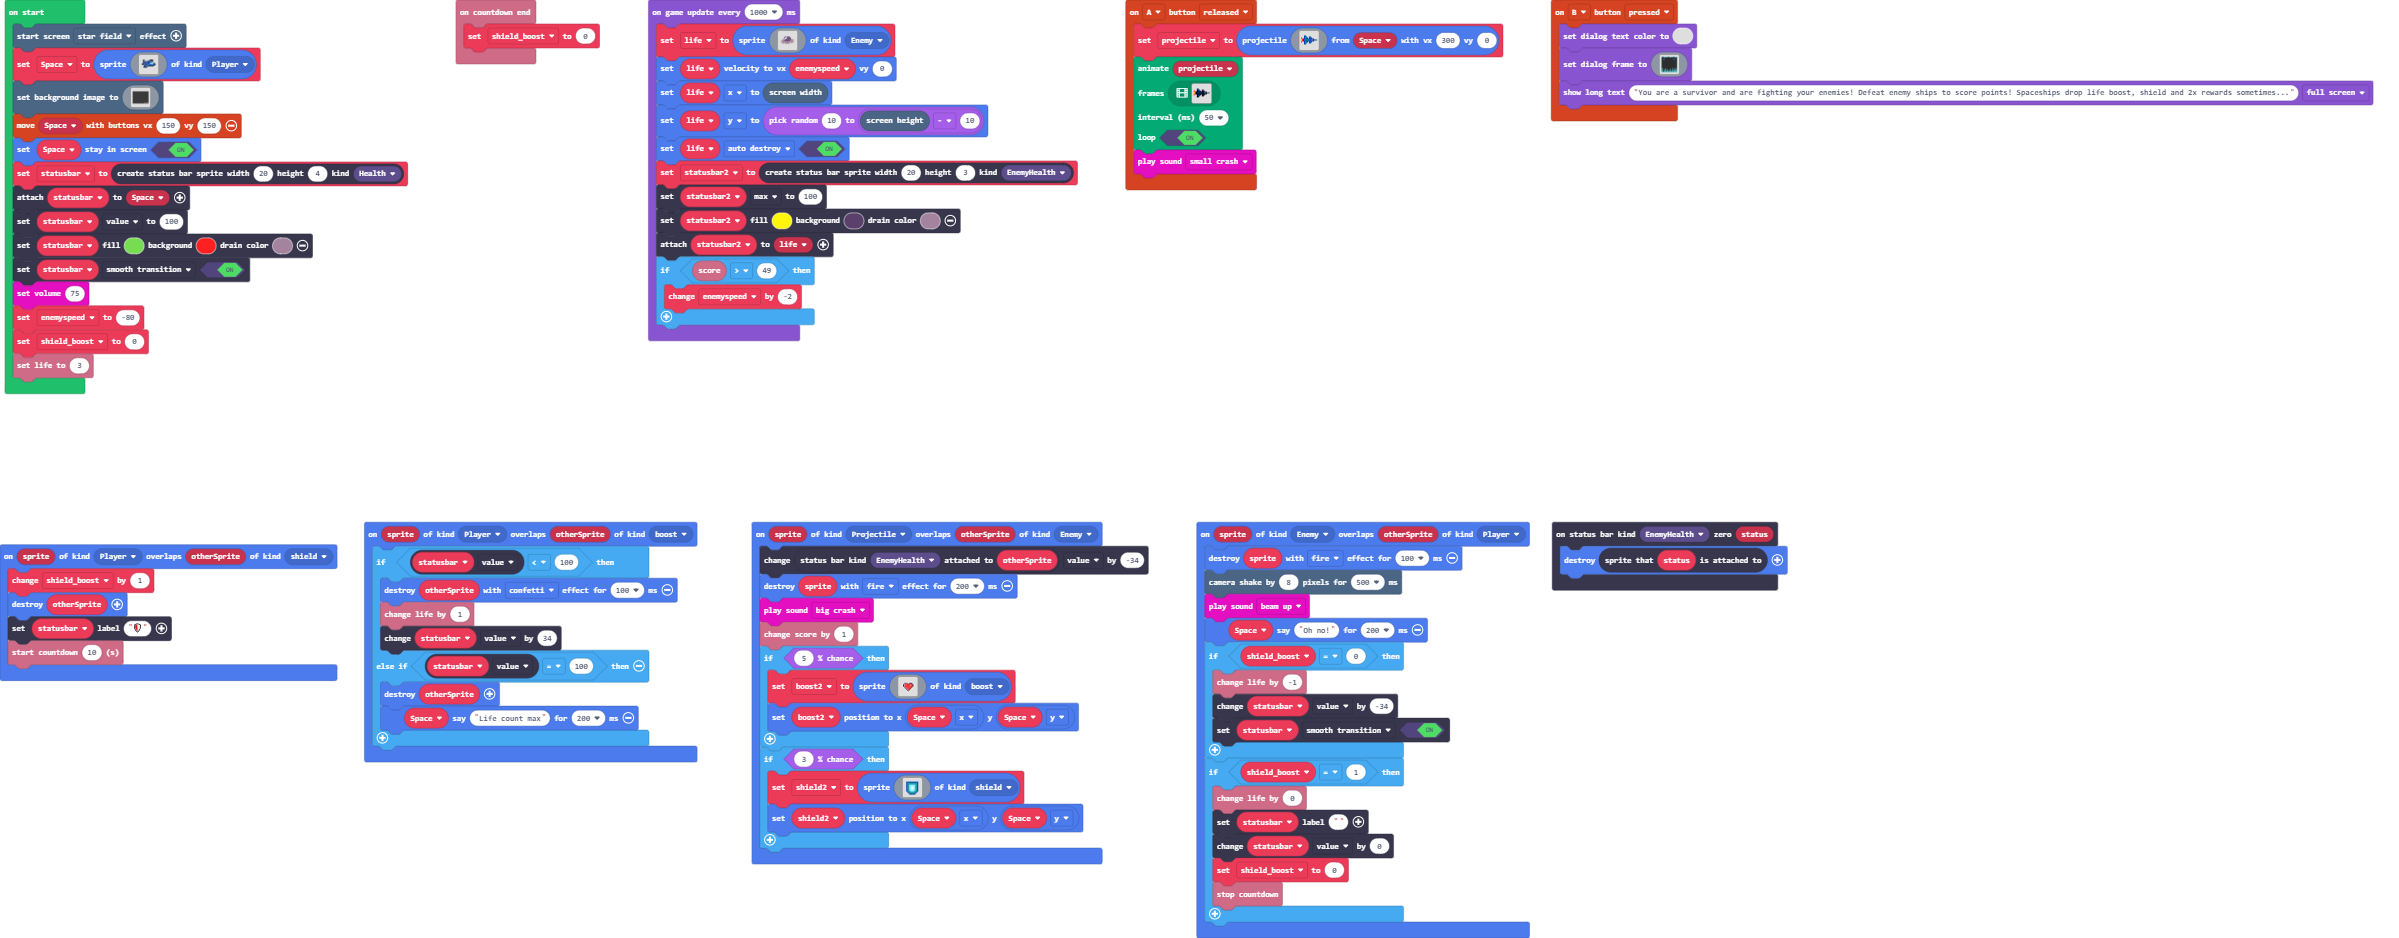 on start
start screen star field effect
set Space to sprite of kind Player
set background image to
move Space with buttons vx 150 vy 150
set Space stay in screen ON
set statusbar to create status bar sprite width 20 height 4 kind Health
attach statusbar to Space
set statusbar value to 100
set statusbar fill background drain color
set statusbar smooth transition ON
set volume 75
set enemyspeed to -80
set shield_boost to 0
set life to 3
on countdown end
set shield_boost to 0
on game update every 1000 ms
set life to sprite of kind Enemy
set life velocity to vx enemyspeed vy 0
set life x to screen width
set life y to pick random 10 to screen height - 10
set life auto destroy ON
set statusbar2 to create status bar sprite width 20 height 3 kind EnemyHealth
set statusbar2 max to 100
set statusbar2 fill background drain color
attach statusbar2 to life
if score > 49 then
change enemyspeed by -2
on A button released
set projectile to projectile from Space with vx 300 vy 0
animate projectile
frames
interval (ms) 50
loop ON
play sound small crash
on B button pressed
set dialog text color to
set dialog frame to
show long text "You are a survivor and are fighting your enemies! Defeat enemy ships to score points! Spaceships drop life boost, shield and 2x rewards sometimes..." full screen
on sprite of kind Player overlaps otherSprite of kind shield
change shield_boost by 1
destroy otherSprite
set statusbar label " "
start countdown 10 (s)
on sprite of kind Player overlaps otherSprite of kind boost
if statusbar value < 100 then
destroy otherSprite with confetti effect for 100 ms
change life by 1
change statusbar value by 34
else if statusbar value = 100 then
destroy otherSprite
Space say "Life count max" for 200 ms
on sprite of kind Projectile overlaps otherSprite of kind Enemy
change status bar kind EnemyHealth attached to otherSprite value by -34
destroy sprite with fire effect for 200 ms
play sound big crash
change score by 1
if 5 % chance then
set boost2 to sprite of kind boost
set boost2 position to x Space x y Space y
if 3 % chance then
set shield2 to sprite of kind shield
set shield2 position to x Space x y Space y
on sprite of kind Enemy overlaps otherSprite of kind Player
destroy sprite with fire effect for 100 ms
camera shake by 8 pixels for 500 ms
play sound beam up
Space say "Oh no!" for 200 ms
if shield_boost = 0 then
change life by -1
change statusbar value by -34
set statusbar smooth transition ON
if shield_boost = 1 then
change life by 0
set statusbar label " "
change statusbar value by 0
set shield_boost to 0
stop countdown
on status bar kind EnemyHealth zero status
destroy sprite that status is attached to